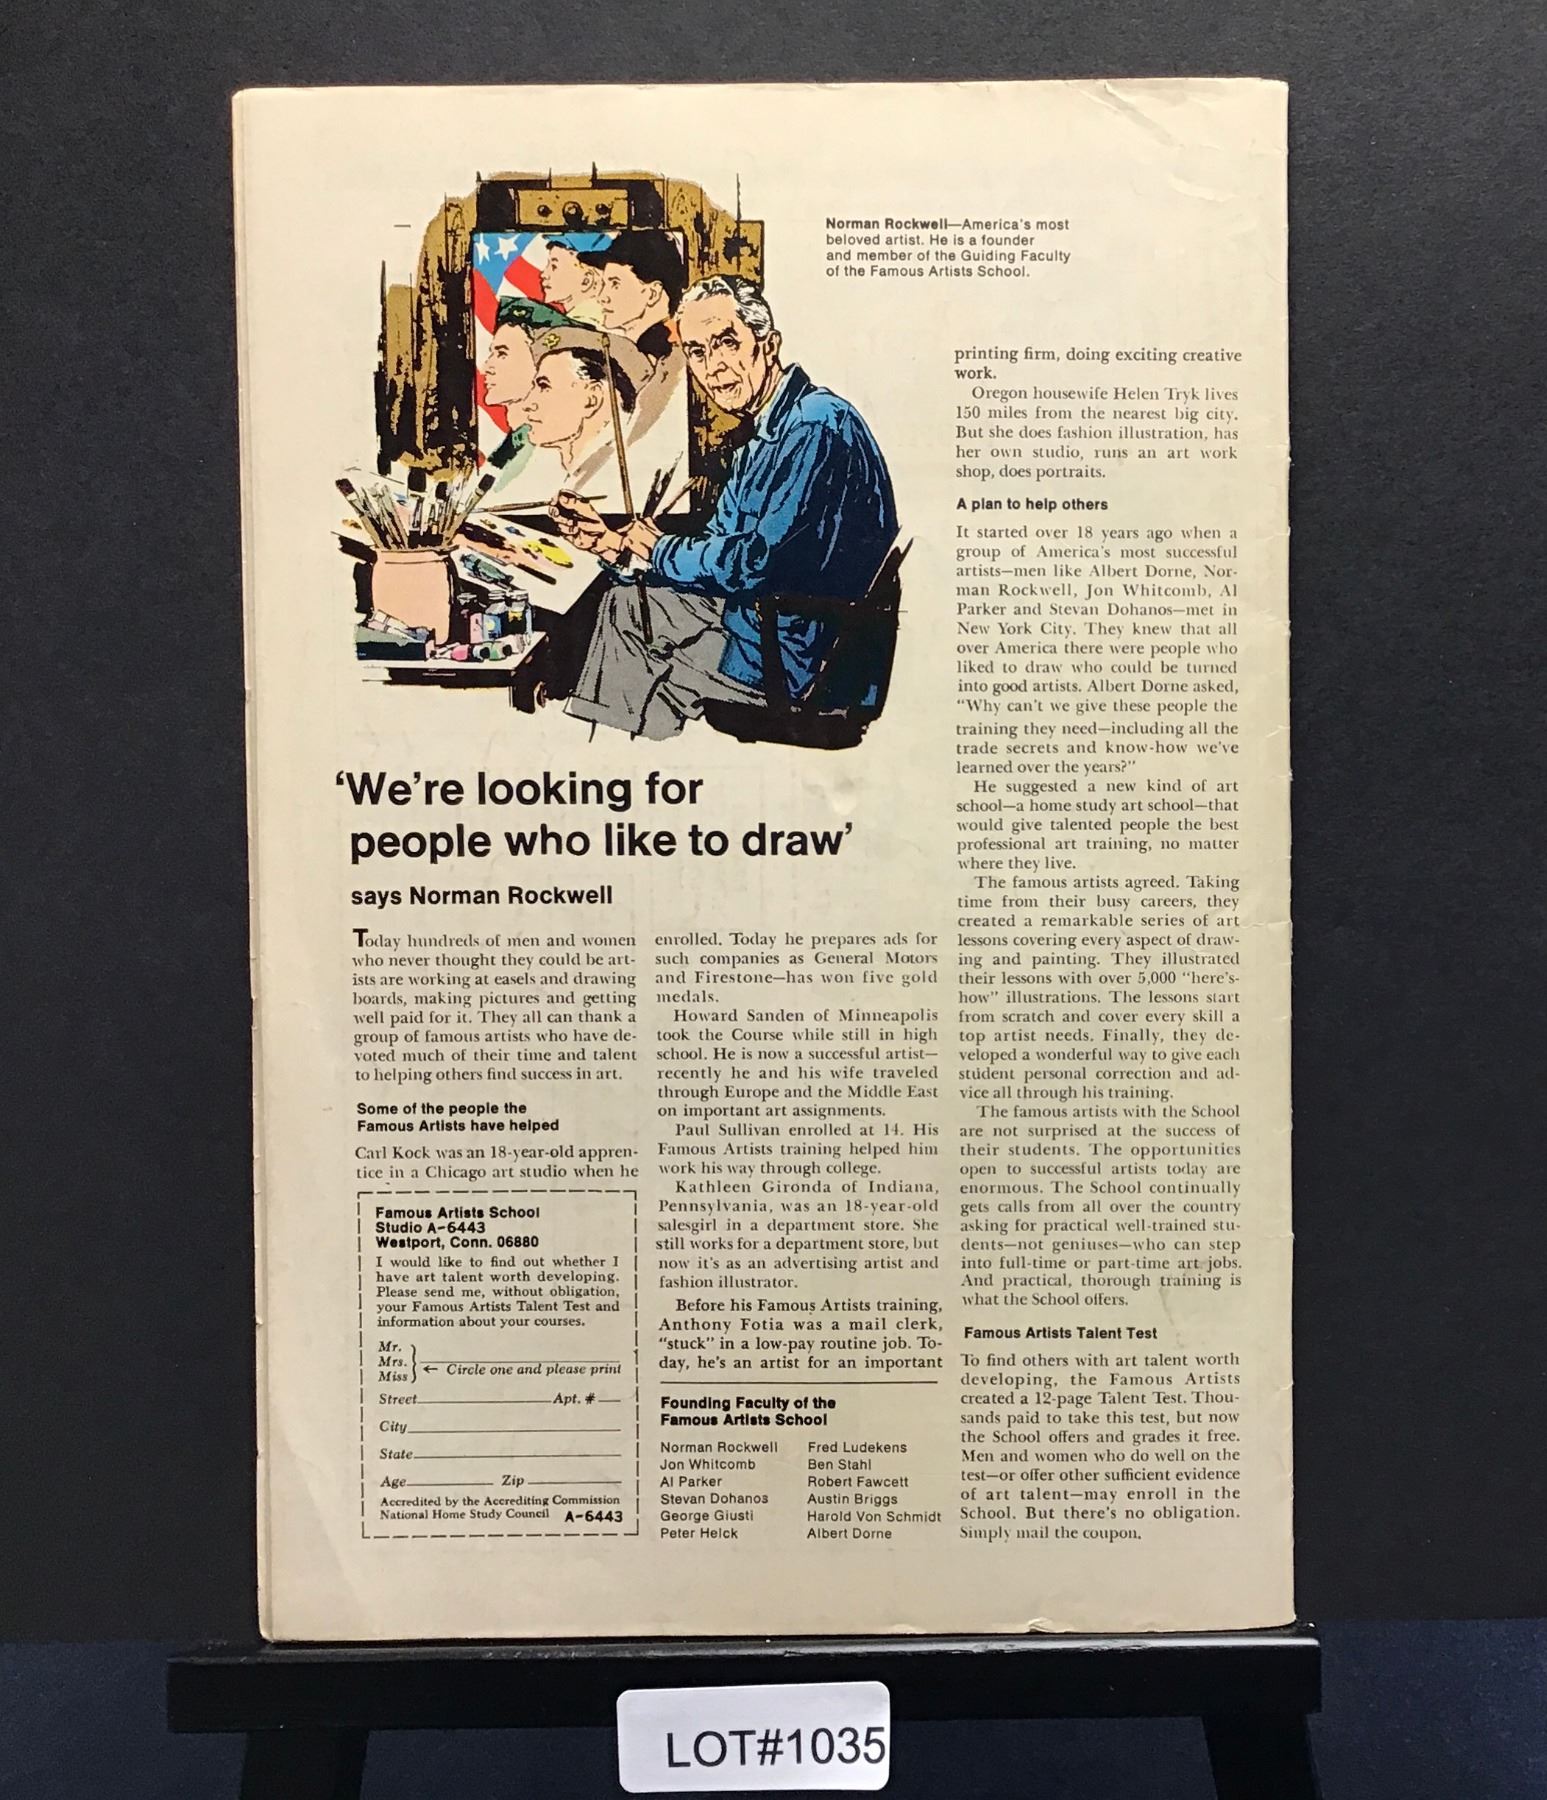 Norman Rockwell—America's most
beloved artist. He is a founder
and member of the Guiding Faculty
of the Famous Artists School.
'We're looking for
people who like to draw'
says Norman Rockwell
Today hundreds of men and women
who never thought they could be art-
ists are working at easels and drawing
boards, making pictures and getting
well paid for it. They all can thank a
group of famous artists who have de-
voted much of their time and talent
to helping others find success in art.
Some of the people the
Famous Artists have helped
Carl Kock was an 18-year-old appren-
tice in a Chicago art studio when he
enrolled. Today he prepares ads for
such companies as General Motors
and Firestone—has won five gold
medals.
Howard Sanden of Minneapolis
took the Course while still in high
school. He is now a successful artist—
recently he and his wife traveled
through Europe and the Middle East
on important art assignments.
Paul Sullivan enrolled at 14. His
Famous Artists training helped him
work his way through college.
Kathleen Gironda of Indiana,
Pennsylvania, was an 18-year-old
salesgirl in a department store. She
still works for a department store, but
now it's as an advertising artist and
fashion illustrator.
Before his Famous Artists training,
Anthony Fotia was a mail clerk,
"stuck" in a low-pay routine job. To-
day, he's an artist for an important
printing firm, doing exciting creative
work.
Oregon housewife Helen Tryk lives
150 miles from the nearest big city.
But she does fashion illustration, has
her own studio, runs an art work
shop, does portraits.
A plan to help others
It started over 18 years ago when a
group of America's most successful
artists—men like Albert Dorne, Nor-
man Rockwell, Jon Whitcomb, Al
Parker and Stevan Dohanos—met in
New York City. They knew that all
over America there were people who
liked to draw who could be turned
into good artists. Albert Dorne asked,
"Why can't we give these people the
training they need—including all the
trade secrets and know-how we've
learned over the years?"
He suggested a new kind of art
school—a home study art school—that
would give talented people the best
professional art training, no matter
where they live.
The famous artists agreed. Taking
time from their busy careers, they
created a remarkable series of art
lessons covering every aspect of draw-
ing and painting. They illustrated
their lessons with over 5,000 "here's-
how" illustrations. The lessons start
from scratch and cover every skill a
top artist needs. Finally, they de-
veloped a wonderful way to give each
student personal correction and ad-
vice all through his training.
The famous artists with the School
are not surprised at the success of
their students. The opportunities
open to successful artists today are
enormous. The School continually
gets calls from all over the country
asking for practical well-trained stu-
dents—not geniuses—who can step
into full-time or part-time art jobs.
And practical, thorough training is
what the School offers.
Famous Artists Talent Test
To find others with art talent worth
developing, the Famous Artists
created a 12-page Talent Test. Thou-
sands paid to take this test, but now
the School offers and grades it free.
Men and women who do well on the
test—or offer other sufficient evidence
of art talent—may enroll in the
School. But there's no obligation.
Simply mail the coupon.
Famous Artists School
Studio A-6443
Westport, Conn. 06880
I would like to find out whether I
have art talent worth developing.
Please send me, without obligation,
your Famous Artists Talent Test and
information about your courses.
Mr.
Mrs. ← Circle one and please print
Miss
Street Apt. #
City
State
Age Zip
Accredited by the Accrediting Commission
National Home Study Council A-6443
Founding Faculty of the
Famous Artists School
Norman Rockwell
Jon Whitcomb
Al Parker
Stevan Dohanos
George Giusti
Peter Helck
Fred Ludekens
Ben Stahl
Robert Fawcett
Austin Briggs
Harold Von Schmidt
Albert Dorne
LOT#1035